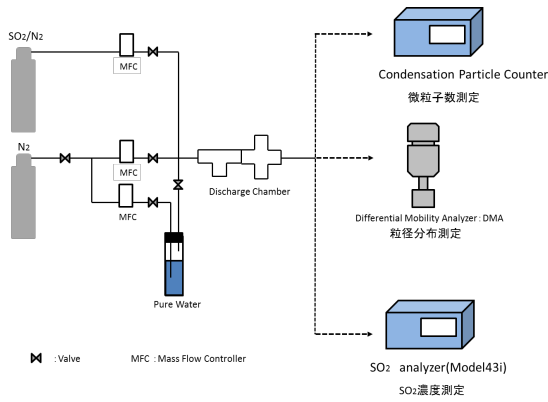 SO2/N2
MFC
Condensation Particle Counter
微粒子数測定
N2
MFC
MFC
Discharge Chamber
Differential Mobility Analyzer：DMA
粒径分布測定
Pure Water
：Valve
MFC：Mass Flow Controller
SO2 analyzer(Model43i)
SO2濃度測定